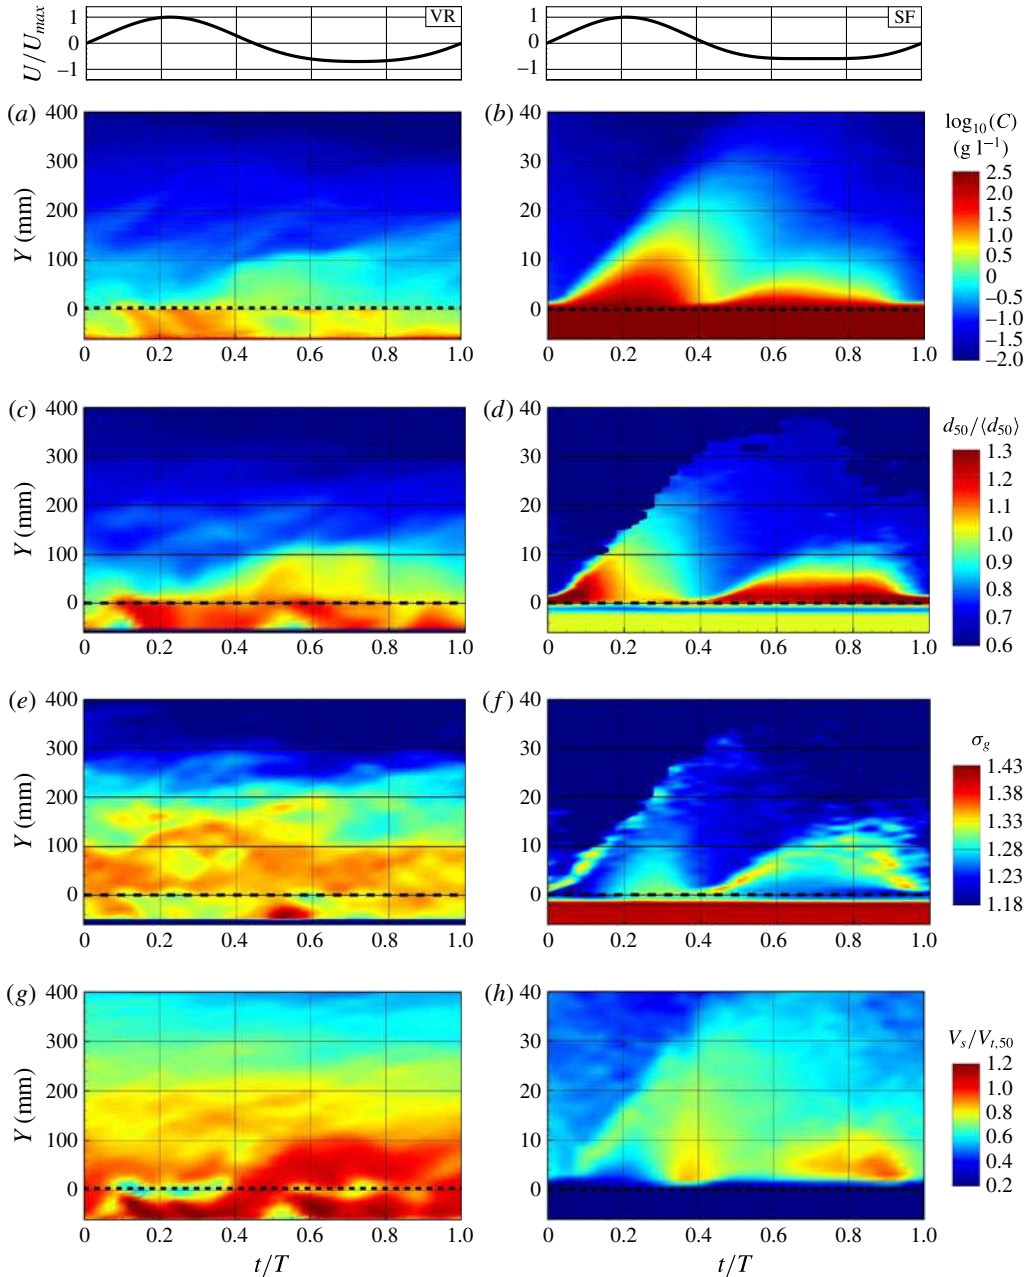 U/U_max
1
0
−1
VR
1
0
−1
SF
(a)
400
300
200
100
0
Y (mm)
0 0.2 0.4 0.6 0.8 1.0
(b)
40
30
20
10
0
0 0.2 0.4 0.6 0.8 1.0
log₁₀(C)
(g l⁻¹)
2.5
2.0
1.5
1.0
0.5
0
−0.5
−1.0
−1.5
−2.0
(c)
400
300
200
100
0
Y (mm)
0 0.2 0.4 0.6 0.8 1.0
(d)
40
30
20
10
0
0 0.2 0.4 0.6 0.8 1.0
d₅₀/⟨d₅₀⟩
1.3
1.2
1.1
1.0
0.9
0.8
0.7
0.6
(e)
400
300
200
100
0
Y (mm)
0 0.2 0.4 0.6 0.8 1.0
(f)
40
30
20
10
0
0 0.2 0.4 0.6 0.8 1.0
σ_g
1.43
1.38
1.33
1.28
1.23
1.18
(g)
400
300
200
100
0
Y (mm)
0 0.2 0.4 0.6 0.8 1.0
t/T
(h)
40
30
20
10
0
0 0.2 0.4 0.6 0.8 1.0
t/T
V_s/V_t,50
1.2
1.0
0.8
0.6
0.4
0.2